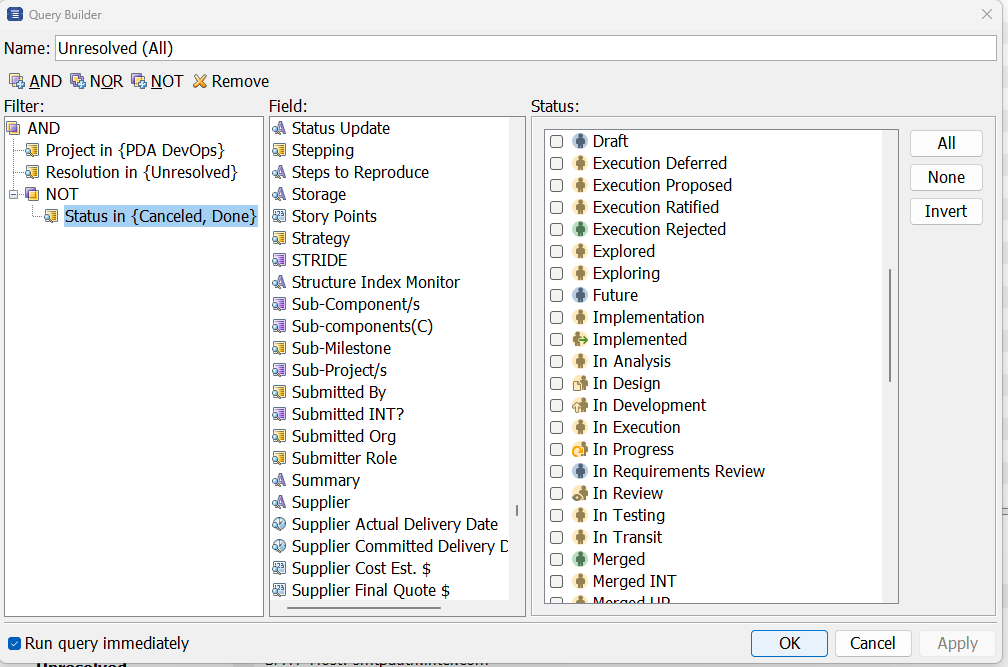 Query Builder
Name: Unresolved (All)
AND NOR NOT Remove
Filter:
AND
Project in {PDA DevOps}
Resolution in {Unresolved}
NOT
Status in {Canceled, Done}
Field:
Status Update
Stepping
Steps to Reproduce
Storage
Story Points
Strategy
STRIDE
Structure Index Monitor
Sub-Component/s
Sub-components(C)
Sub-Milestone
Sub-Project/s
Submitted By
Submitted INT?
Submitted Org
Submitter Role
Summary
Supplier
Supplier Actual Delivery Date
Supplier Committed Delivery D
Supplier Cost Est. $
Supplier Final Quote $
Status:
Draft
Execution Deferred
Execution Proposed
Execution Ratified
Execution Rejected
Explored
Exploring
Future
Implementation
Implemented
In Analysis
In Design
In Development
In Execution
In Progress
In Requirements Review
In Review
In Testing
In Transit
Merged
Merged INT
All
None
Invert
Run query immediately
OK
Cancel
Apply